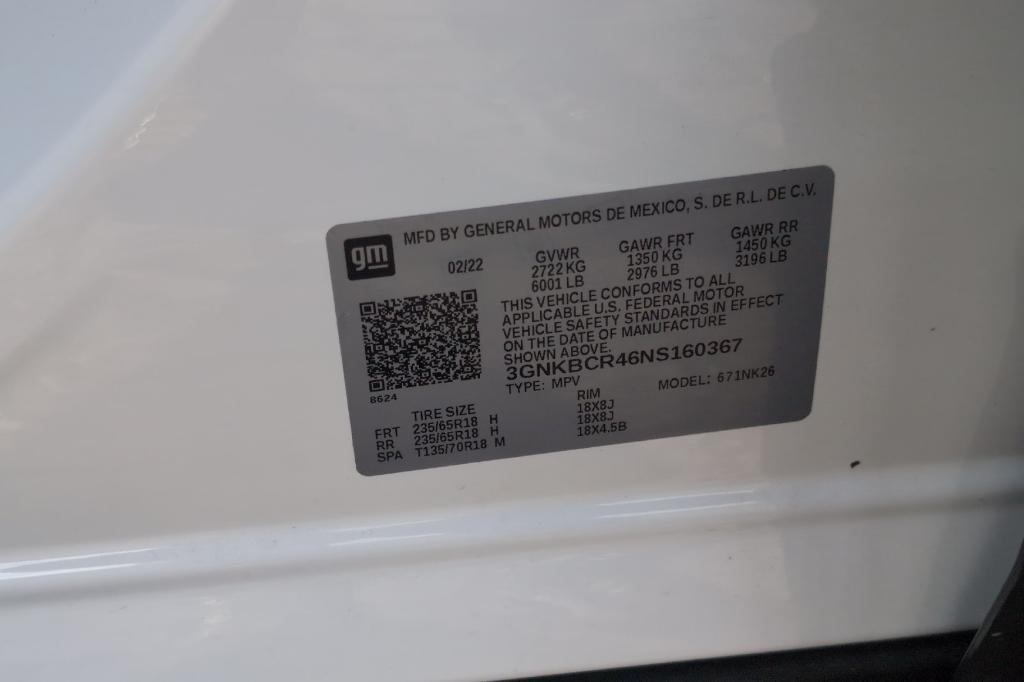 gm
MFD BY GENERAL MOTORS DE MEXICO, S. DE R.L. DE C.V.
02/22
GVWR GAWR FRT GAWR RR
2722 KG 1350 KG 1450 KG
6001 LB 2976 LB 3196 LB
THIS VEHICLE CONFORMS TO ALL
APPLICABLE U.S. FEDERAL MOTOR
VEHICLE SAFETY STANDARDS IN EFFECT
ON THE DATE OF MANUFACTURE
SHOWN ABOVE.
3GNKBCR46NS160367
TYPE: MPV MODEL: 671NK26
8624
TIRE SIZE RIM
FRT 235/65R18 H 18X8J
RR 235/65R18 H 18X8J
SPA T135/70R18 M 18X4.5B